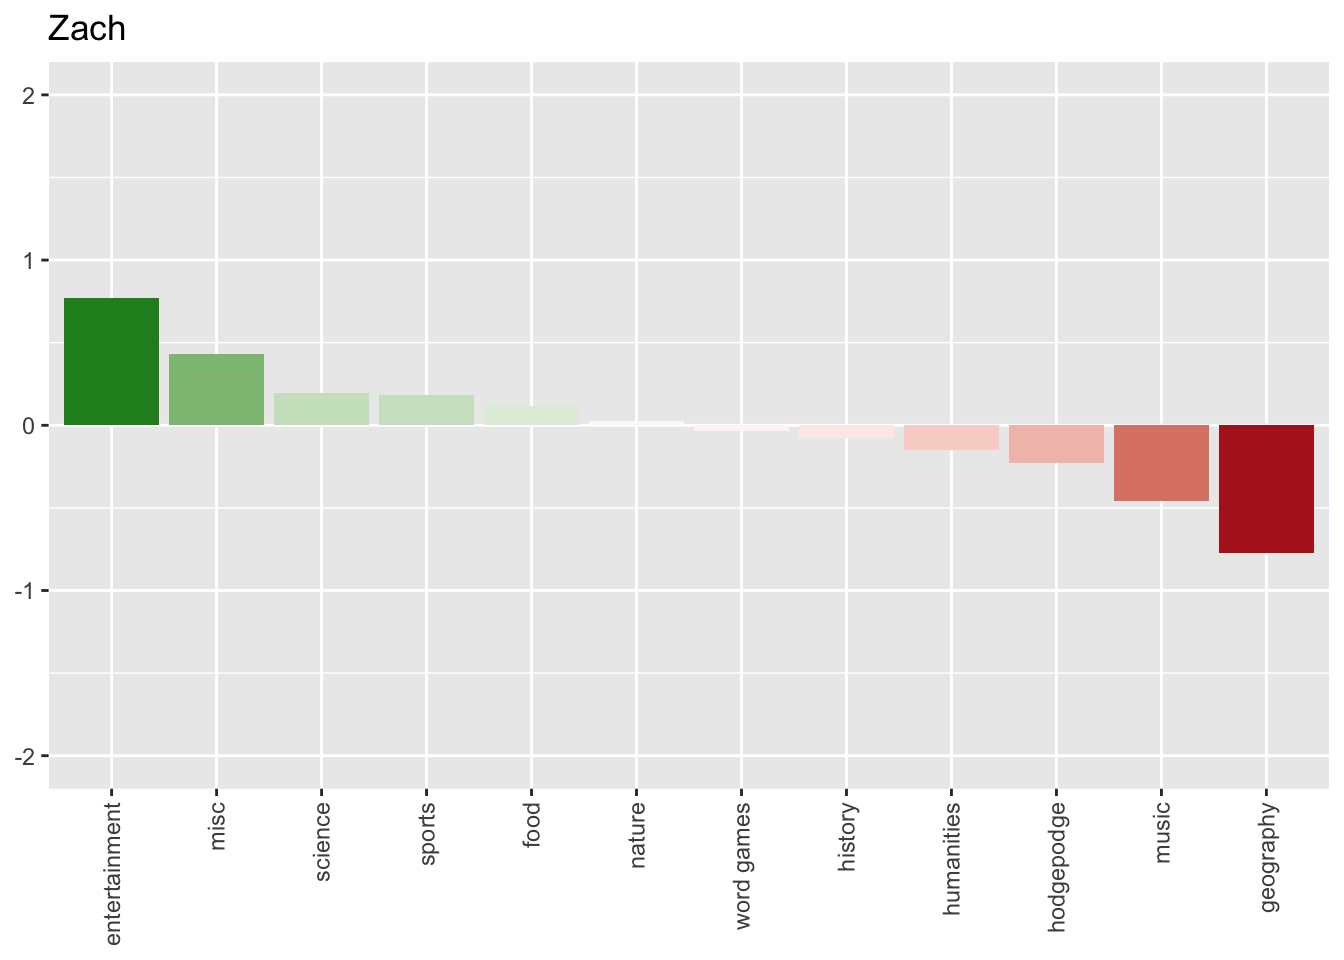 Zach
2
1
0
-1
-2
entertainment
misc
science
sports
food
nature
word games
history
humanities
hodgepodge
music
geography